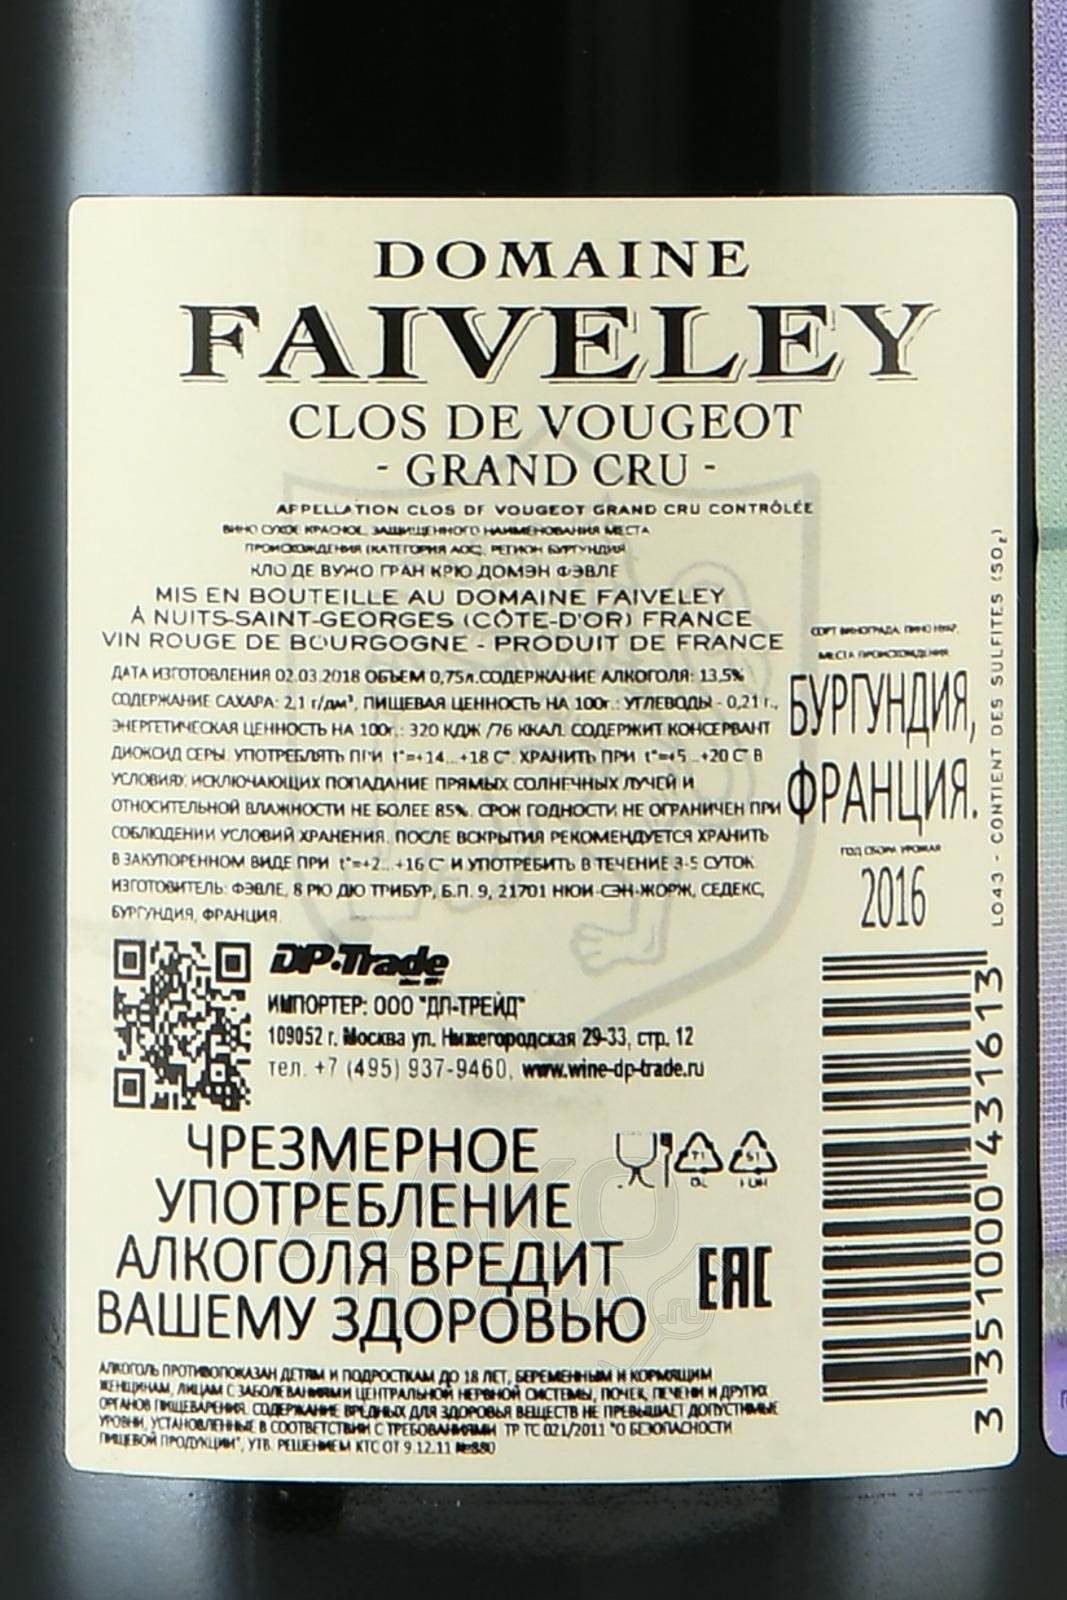 DOMAINE
FAIVELEY
CLOS DE VOUGEOT
- GRAND CRU -
APPELLATION CLOS DE VOUGEOT GRAND CRU CONTRÔLÉE
ВИНО СУХОЕ КРАСНОЕ, ЗАЩИЩЕННОГО НАИМЕНОВАНИЯ МЕСТА
ПРОИСХОЖДЕНИЯ (КАТЕГОРИЯ АОС), РЕГИОН БУРГУНДИЯ
КЛО ДЕ ВУЖО ГРАН КРЮ ДОМЭН ФЭВЛЕ
MIS EN BOUTEILLE AU DOMAINE FAIVELEY
À NUITS-SAINT-GEORGES (CÔTE-D'OR) FRANCE
VIN ROUGE DE BOURGOGNE - PRODUIT DE FRANCE
ДАТА ИЗГОТОВЛЕНИЯ 02.03.2018 ОБЪЕМ 0,75л.СОДЕРЖАНИЕ АЛКОГОЛЯ: 13,5%
СОДЕРЖАНИЕ САХАРА: 2,1 г/дм³, ПИЩЕВАЯ ЦЕННОСТЬ НА 100г.: УГЛЕВОДЫ - 0,21 г.,
ЭНЕРГЕТИЧЕСКАЯ ЦЕННОСТЬ НА 100г.: 320 КДЖ /76 ККАЛ. СОДЕРЖИТ КОНСЕРВАНТ
ДИОКСИД СЕРЫ. УПОТРЕБЛЯТЬ ПРИ t°=+14...+18 C°. ХРАНИТЬ ПРИ t°=+5...+20 C° В
УСЛОВИЯХ ИСКЛЮЧАЮЩИХ ПОПАДАНИЕ ПРЯМЫХ СОЛНЕЧНЫХ ЛУЧЕЙ И
ОТНОСИТЕЛЬНОЙ ВЛАЖНОСТИ НЕ БОЛЕЕ 85%. СРОК ГОДНОСТИ НЕ ОГРАНИЧЕН ПРИ
СОБЛЮДЕНИИ УСЛОВИЙ ХРАНЕНИЯ. ПОСЛЕ ВСКРЫТИЯ РЕКОМЕНДУЕТСЯ ХРАНИТЬ
В ЗАКУПОРЕННОМ ВИДЕ ПРИ t°=+2...+16 C° И УПОТРЕБИТЬ В ТЕЧЕНИЕ 3-5 СУТОК.
ИЗГОТОВИТЕЛЬ: ФЭВЛЕ, 8 РЮ ДЮ ТРИБУР, Б.П. 9, 21701 НЮИ-СЭН-ЖОРЖ, СЕДЕКС,
БУРГУНДИЯ, ФРАНЦИЯ.
СОРТ ВИНОГРАДА: ПИНО НУАР.
МЕСТА ПРОИСХОЖДЕНИЯ
БУРГУНДИЯ,
ФРАНЦИЯ.
ГОД СБОРА УРОЖАЯ
2016
L043 - CONTIENT DES SULFITES (SO₂)
DP-Trade
ИМПОРТЕР: ООО "ДП-ТРЕЙД"
109052 г. Москва ул. Нижегородская 29-33, стр. 12
тел. +7 (495) 937-9460, www.wine-dp-trade.ru
ЧРЕЗМЕРНОЕ
УПОТРЕБЛЕНИЕ
АЛКОГОЛЯ ВРЕДИТ
ВАШЕМУ ЗДОРОВЬЮ
71
GL
51
FOR
EAC
АЛКОГОЛЬ ПРОТИВОПОКАЗАН ДЕТЯМ И ПОДРОСТКАМ ДО 18 ЛЕТ, БЕРЕМЕННЫМ И КОРМЯЩИМ
ЖЕНЩИНАМ, ЛИЦАМ С ЗАБОЛЕВАНИЯМИ ЦЕНТРАЛЬНОЙ НЕРВНОЙ СИСТЕМЫ, ПОЧЕК, ПЕЧЕНИ И ДРУГИХ
ОРГАНОВ ПИЩЕВАРЕНИЯ. СОДЕРЖАНИЕ ВРЕДНЫХ ДЛЯ ЗДОРОВЬЯ ВЕЩЕСТВ НЕ ПРЕВЫШАЕТ ДОПУСТИМЫЕ
УРОВНИ, УСТАНОВЛЕННЫЕ В СООТВЕТСТВИИ С ТРЕБОВАНИЯМИ ТР ТС 021/2011 "О БЕЗОПАСНОСТИ
ПИЩЕВОЙ ПРОДУКЦИИ", УТВ. РЕШЕНИЕМ КТС ОТ 9.12.11 №880
3 351000 431613